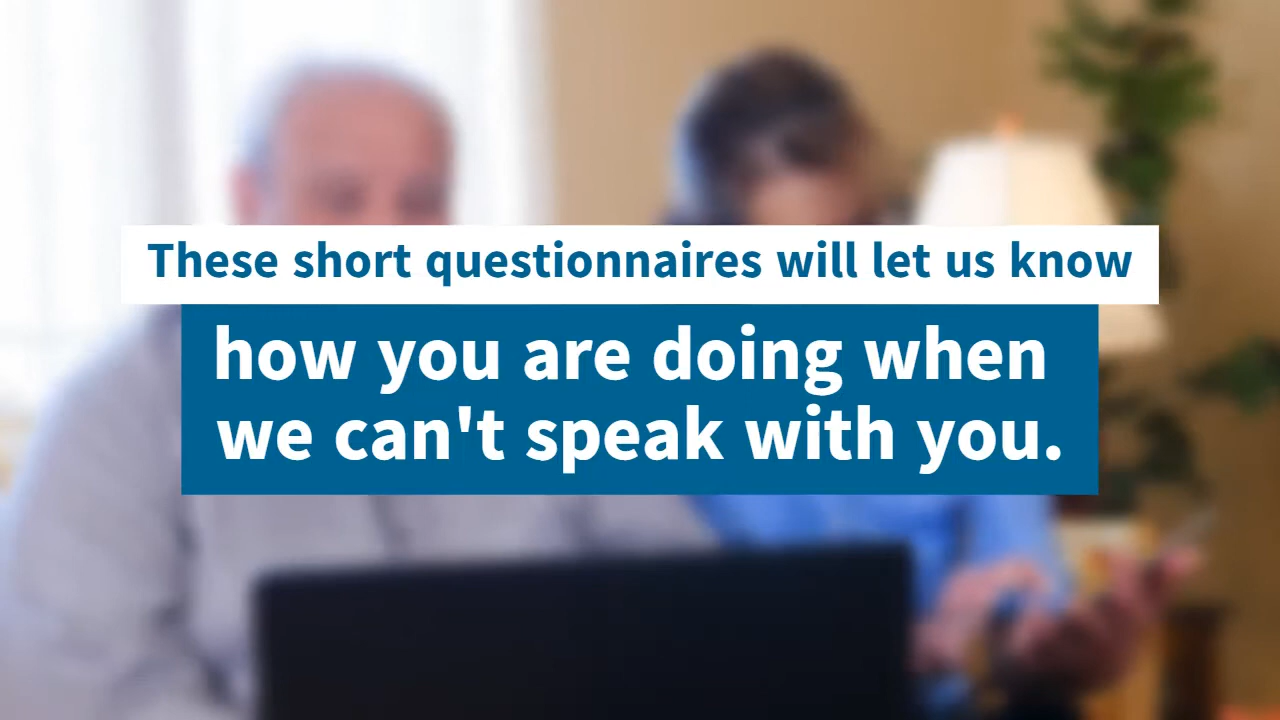 These short questionnaires will let us know
how you are doing when
we can't speak with you.